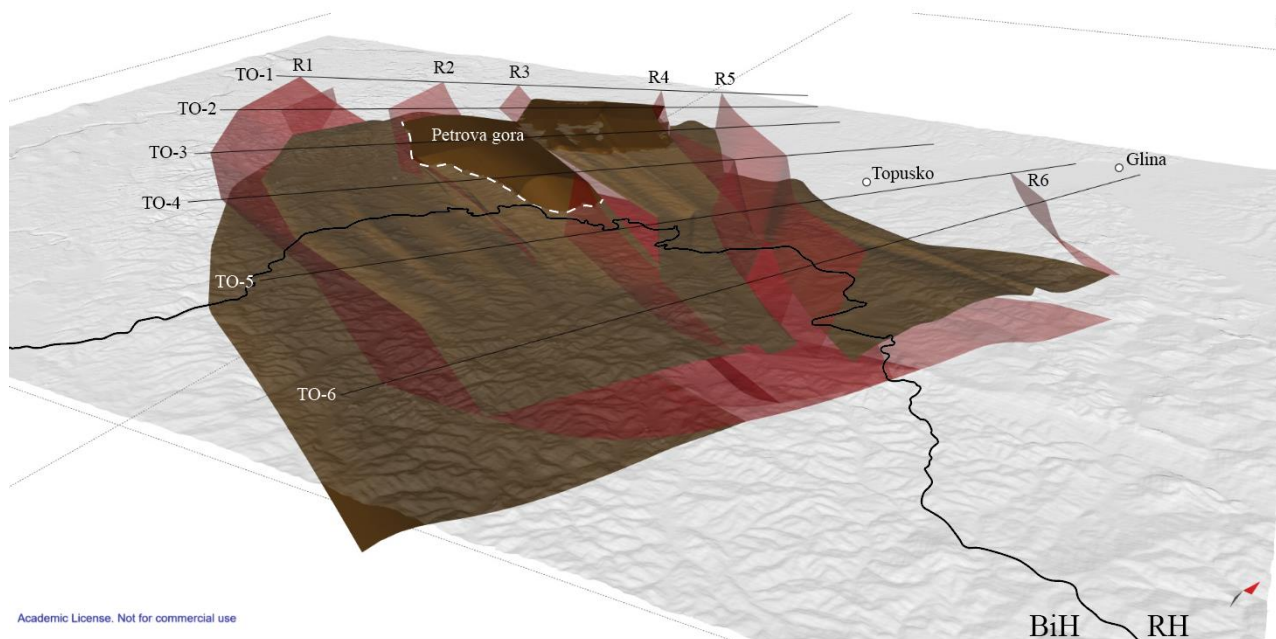 TO-1
R1
R2
R3
R4
R5
TO-2
Petrova gora
TO-3
Topusko
Glina
R6
TO-4
TO-5
TO-6
Academic License. Not for commercial use
BiH
RH